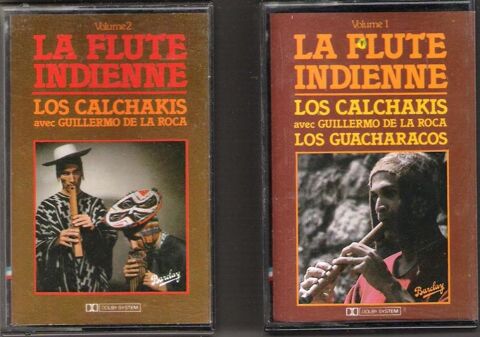 Volume 2
LA FLUTE
INDIENNE
LOS CALCHAKIS
avec GUILLERMO DE LA ROCA
Barclay
DOLBY SYSTEM
Volume 1
LA FLUTE
INDIENNE
LOS CALCHAKIS
avec GUILLERMO DE LA ROCA
LOS GUACHARACOS
Barclay
DOLBY SYSTEM